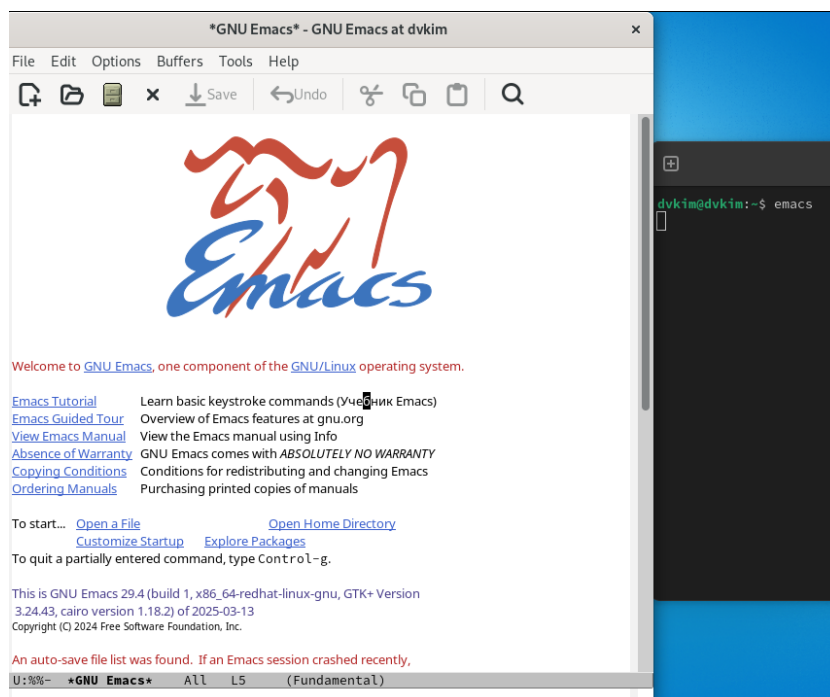 *GNU Emacs* - GNU Emacs at dvkim
File Edit Options Buffers Tools Help
Save Undo
Emacs
dvkim@dvkim:~$ emacs
Welcome to GNU Emacs, one component of the GNU/Linux operating system.
Emacs Tutorial Learn basic keystroke commands (Учебник Emacs)
Emacs Guided Tour Overview of Emacs features at gnu.org
View Emacs Manual View the Emacs manual using Info
Absence of Warranty GNU Emacs comes with ABSOLUTELY NO WARRANTY
Copying Conditions Conditions for redistributing and changing Emacs
Ordering Manuals Purchasing printed copies of manuals
To start... Open a File Open Home Directory
Customize Startup Explore Packages
To quit a partially entered command, type Control-g.
This is GNU Emacs 29.4 (build 1, x86_64-redhat-linux-gnu, GTK+ Version
3.24.43, cairo version 1.18.2) of 2025-03-13
Copyright (C) 2024 Free Software Foundation, Inc.
An auto-save file list was found. If an Emacs session crashed recently,
U:%%- *GNU Emacs* All L5 (Fundamental)